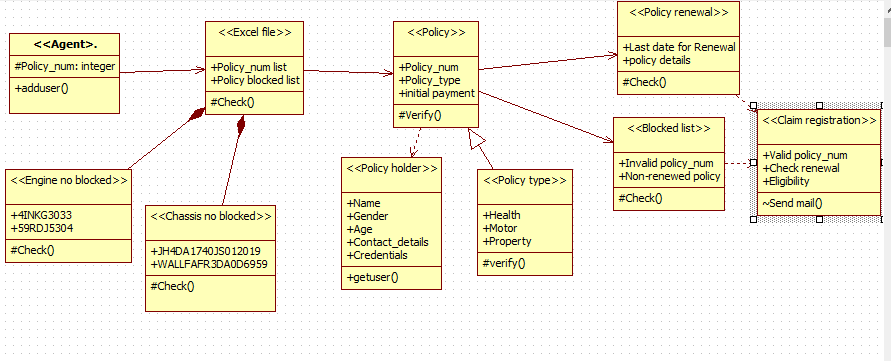 <<Agent>>.
#Policy_num: integer
+adduser()
<<Excel file>>
+Policy_num list
+Policy blocked list
#Check()
<<Policy>>
+Policy_num
+Policy_type
+initial payment
#Verify()
<<Policy renewal>>
+Last date for Renewal
+policy details
#Check()
<<Blocked list>>
+Invalid policy_num
+Non-renewed policy
#Check()
<<Claim registration>>
+Valid policy_num
+Check renewal
+Eligibility
~Send mail()
<<Engine no blocked>>
+4INKG3033
+59RDJ5304
#Check()
<<Chassis no blocked>>
+JH4DA1740JS012019
+WALLFAFR3DA0D6959
#Check()
<<Policy holder>>
+Name
+Gender
+Age
+Contact_details
+Credentials
+getuser()
<<Policy type>>
+Health
+Motor
+Property
#verify()